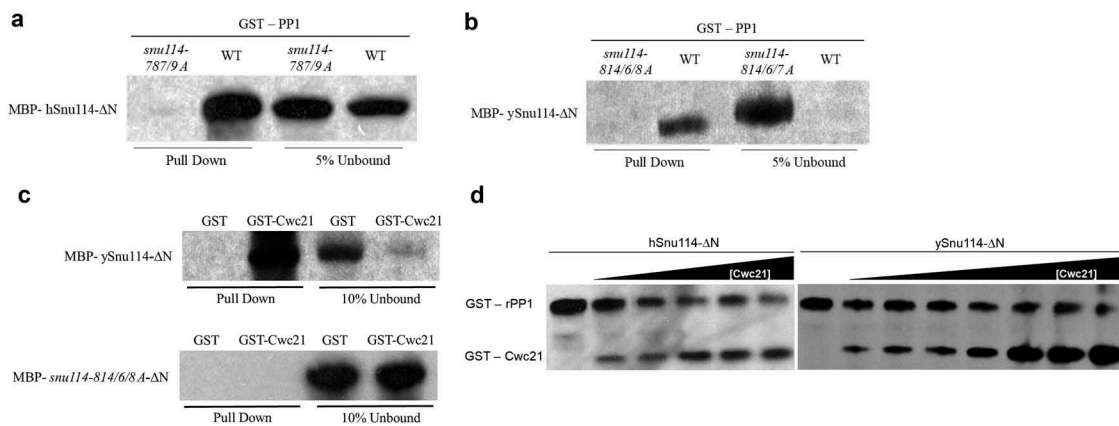 a
GST – PP1
snu114-
787/9 A
WT
snu114-
787/9 A
WT
MBP- hSnu114-ΔN
Pull Down
5% Unbound
b
GST – PP1
snu114-
814/6/8 A
WT
snu114-
814/6/7 A
WT
MBP- ySnu114-ΔN
Pull Down
5% Unbound
c
GST
GST-Cwc21
GST
GST-Cwc21
MBP- ySnu114-ΔN
Pull Down
10% Unbound
GST
GST-Cwc21
GST
GST-Cwc21
MBP- snu114-814/6/8 A-ΔN
Pull Down
10% Unbound
d
hSnu114-ΔN
ySnu114-ΔN
[Cwc21]
[Cwc21]
GST – rPP1
GST – Cwc21